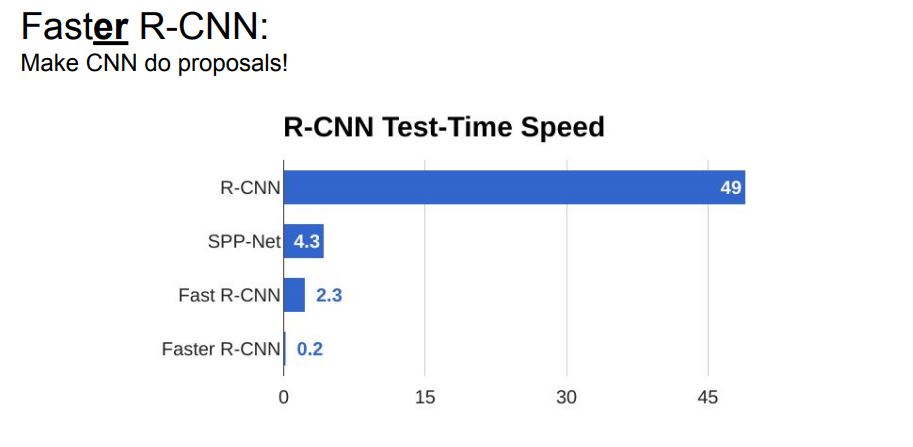 Faster R-CNN:
Make CNN do proposals!
R-CNN Test-Time Speed
R-CNN 49
SPP-Net 4.3
Fast R-CNN 2.3
Faster R-CNN 0.2
0 15 30 45